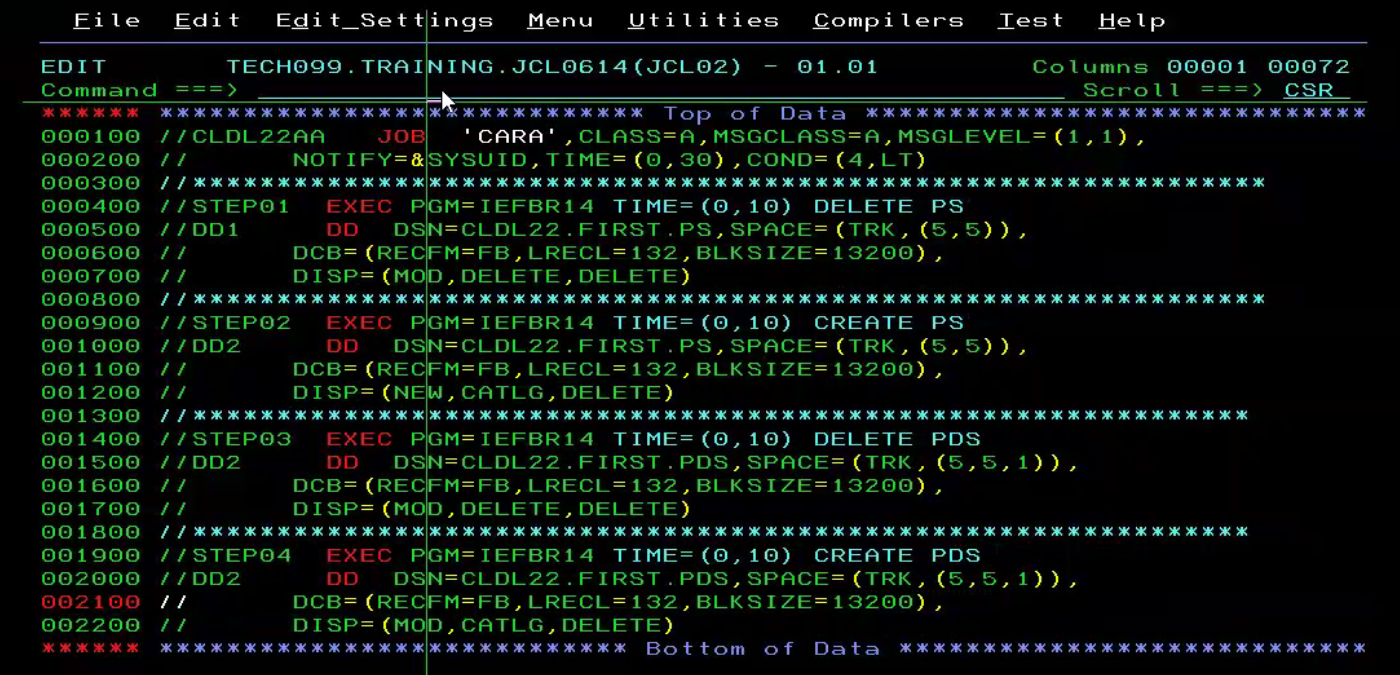 File Edit Edit_Settings Menu Utilities Compilers Test Help
EDIT TECH099.TRAINING.JCL0614(JCL02) - 01.01 Columns 00001 00072
Command ===> Scroll ===> CSR
****** ***************************** Top of Data *******************************
000100 //CLDL22AA   JOB  'CARA',CLASS=A,MSGCLASS=A,MSGLEVEL=(1,1),
000200 //      NOTIFY=&SYSUID,TIME=(0,30),COND=(4,LT)
000300 //****************************************************************
000400 //STEP01  EXEC PGM=IEFBR14 TIME=(0,10) DELETE PS
000500 //DD1     DD  DSN=CLDL22.FIRST.PS,SPACE=(TRK,(5,5)),
000600 //      DCB=(RECFM=FB,LRECL=132,BLKSIZE=13200),
000700 //      DISP=(MOD,DELETE,DELETE)
000800 //****************************************************************
000900 //STEP02  EXEC PGM=IEFBR14 TIME=(0,10) CREATE PS
001000 //DD2     DD  DSN=CLDL22.FIRST.PS,SPACE=(TRK,(5,5)),
001100 //      DCB=(RECFM=FB,LRECL=132,BLKSIZE=13200),
001200 //      DISP=(NEW,CATLG,DELETE)
001300 //***************************************************************
001400 //STEP03  EXEC PGM=IEFBR14 TIME=(0,10) DELETE PDS
001500 //DD2     DD  DSN=CLDL22.FIRST.PDS,SPACE=(TRK,(5,5,1)),
001600 //      DCB=(RECFM=FB,LRECL=132,BLKSIZE=13200),
001700 //      DISP=(MOD,DELETE,DELETE)
001800 //***************************************************************
001900 //STEP04  EXEC PGM=IEFBR14 TIME=(0,10) CREATE PDS
002000 //DD2     DD  DSN=CLDL22.FIRST.PDS,SPACE=(TRK,(5,5,1)),
002100 //      DCB=(RECFM=FB,LRECL=132,BLKSIZE=13200),
002200 //      DISP=(MOD,CATLG,DELETE)
****** **************************** Bottom of Data ****************************